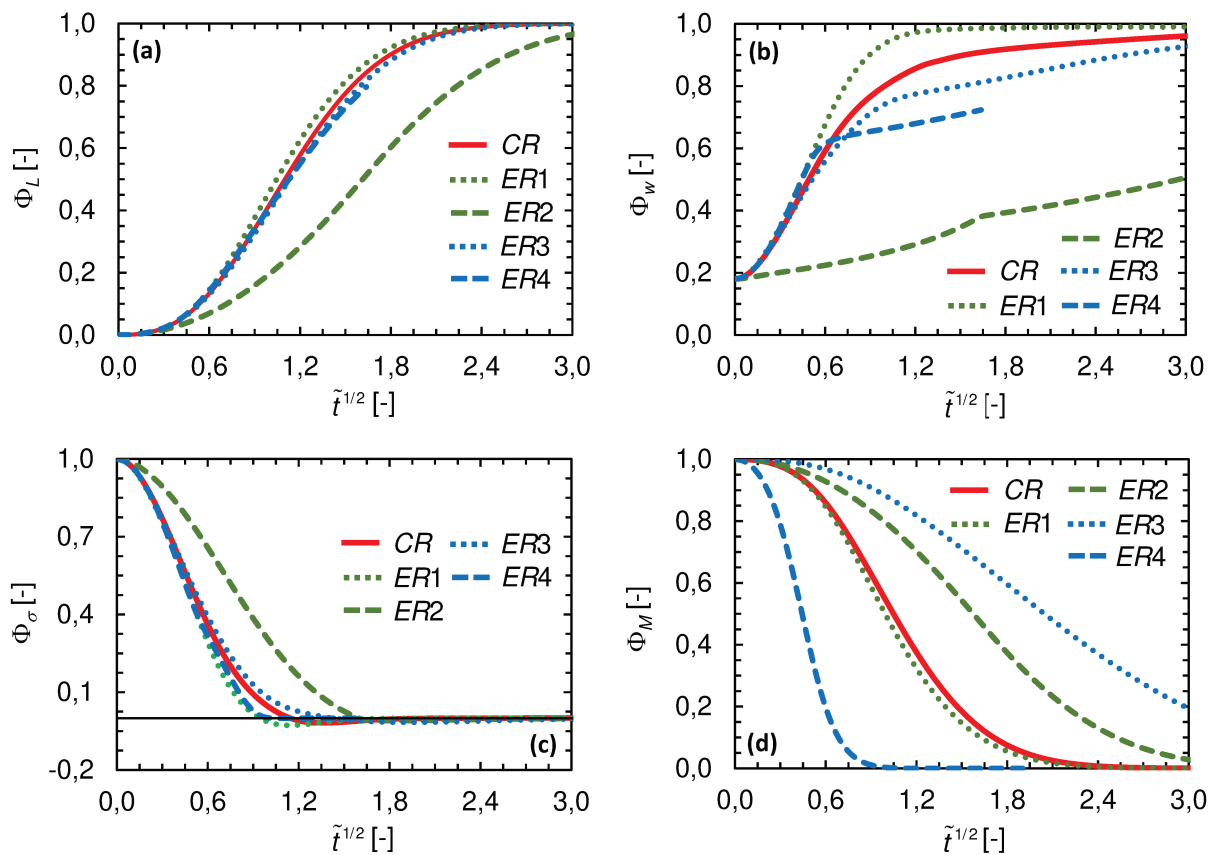 (a)
Φ_L [-]
1,0
0,8
0,6
0,4
0,2
0,0
CR
ER1
ER2
ER3
ER4
0,0 0,6 1,2 1,8 2,4 3,0
t̃^1/2 [-]
(b)
Φ_w [-]
1,0
0,8
0,6
0,4
0,2
0,0
ER2
CR ER3
ER1 ER4
0,0 0,6 1,2 1,8 2,4 3,0
t̃^1/2 [-]
(c)
Φ_σ [-]
1,0
0,7
0,4
0,1
-0,2
CR ER3
ER1 ER4
ER2
0,0 0,6 1,2 1,8 2,4 3,0
t̃^1/2 [-]
(d)
Φ_M [-]
1,0
0,8
0,6
0,4
0,2
0,0
CR ER2
ER1 ER3
ER4
0,0 0,6 1,2 1,8 2,4 3,0
t̃^1/2 [-]